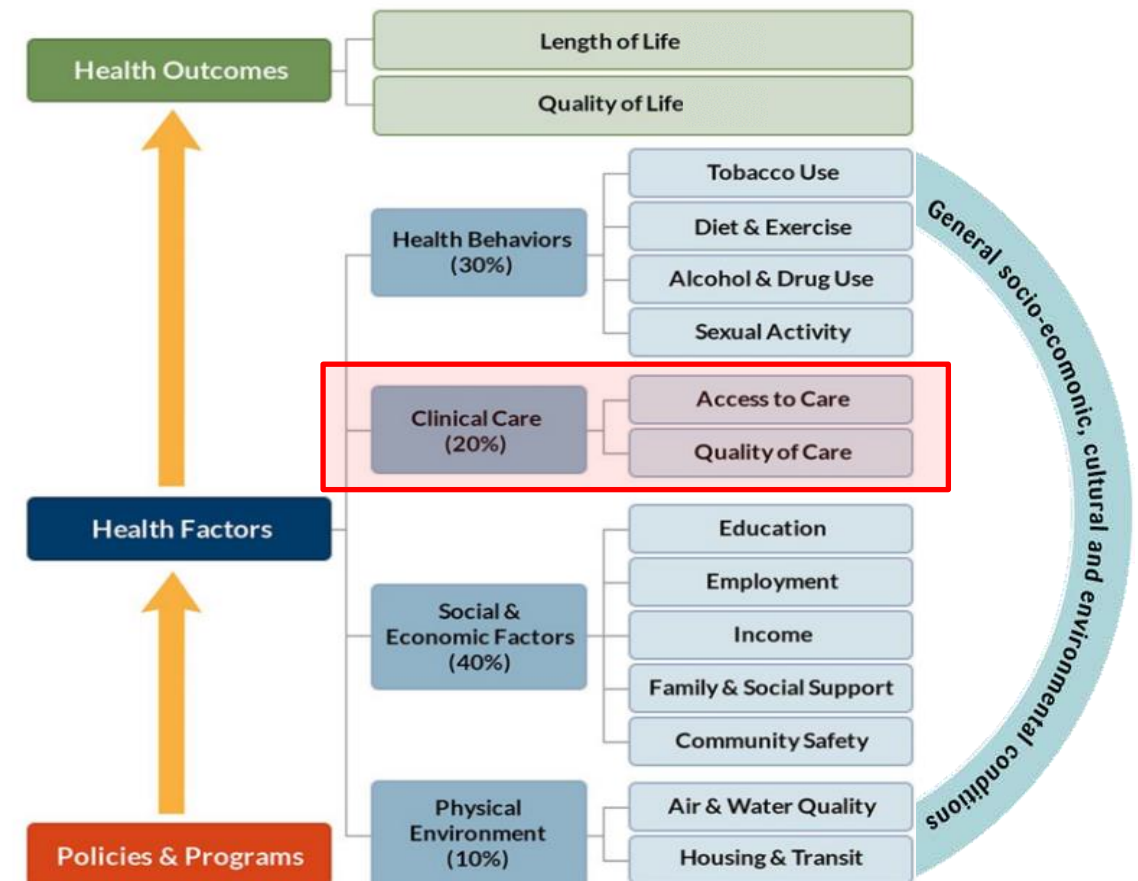 Health Outcomes
Length of Life
Quality of Life
Health Behaviors
(30%)
Tobacco Use
Diet & Exercise
Alcohol & Drug Use
Sexual Activity
Clinical Care
(20%)
Access to Care
Quality of Care
Health Factors
Social &
Economic Factors
(40%)
Education
Employment
Income
Family & Social Support
Community Safety
Physical
Environment
(10%)
Air & Water Quality
Housing & Transit
Policies & Programs
General socio-ecomonic, cultural and environmental conditions